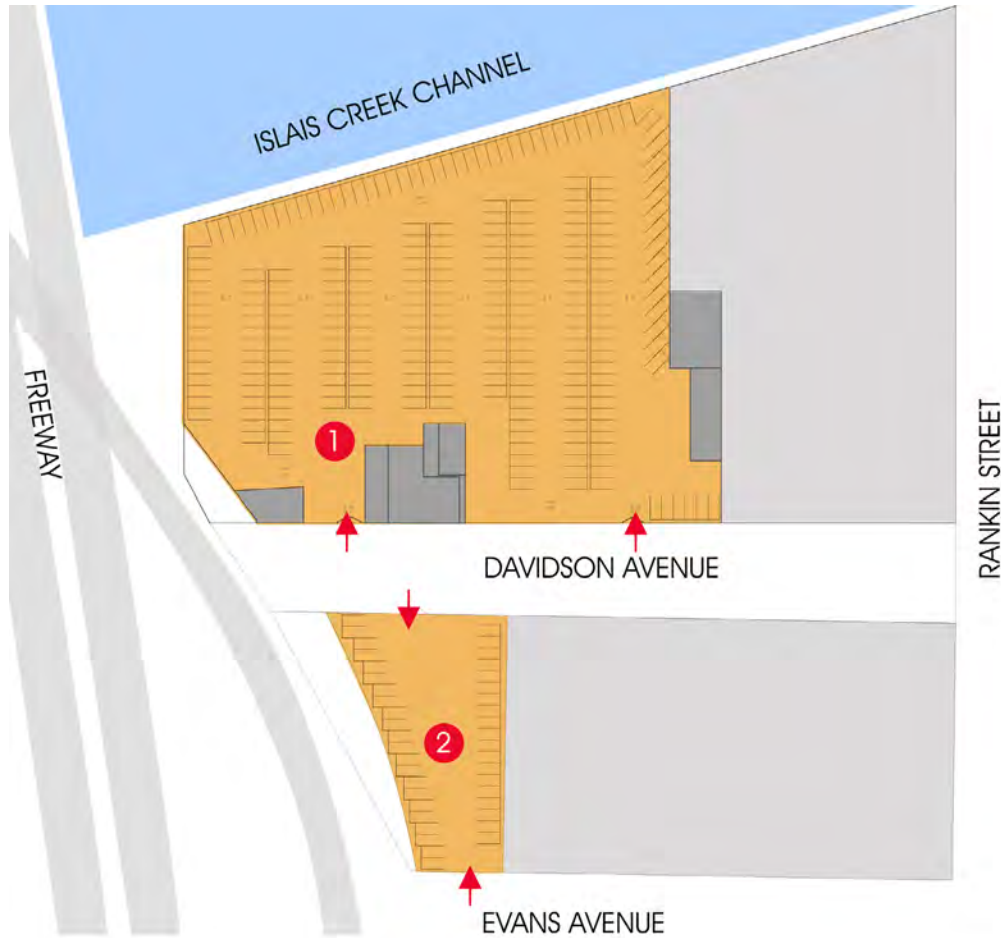 ISLAIS CREEK CHANNEL
FREEWAY
1
RANKIN STREET
DAVIDSON AVENUE
2
EVANS AVENUE